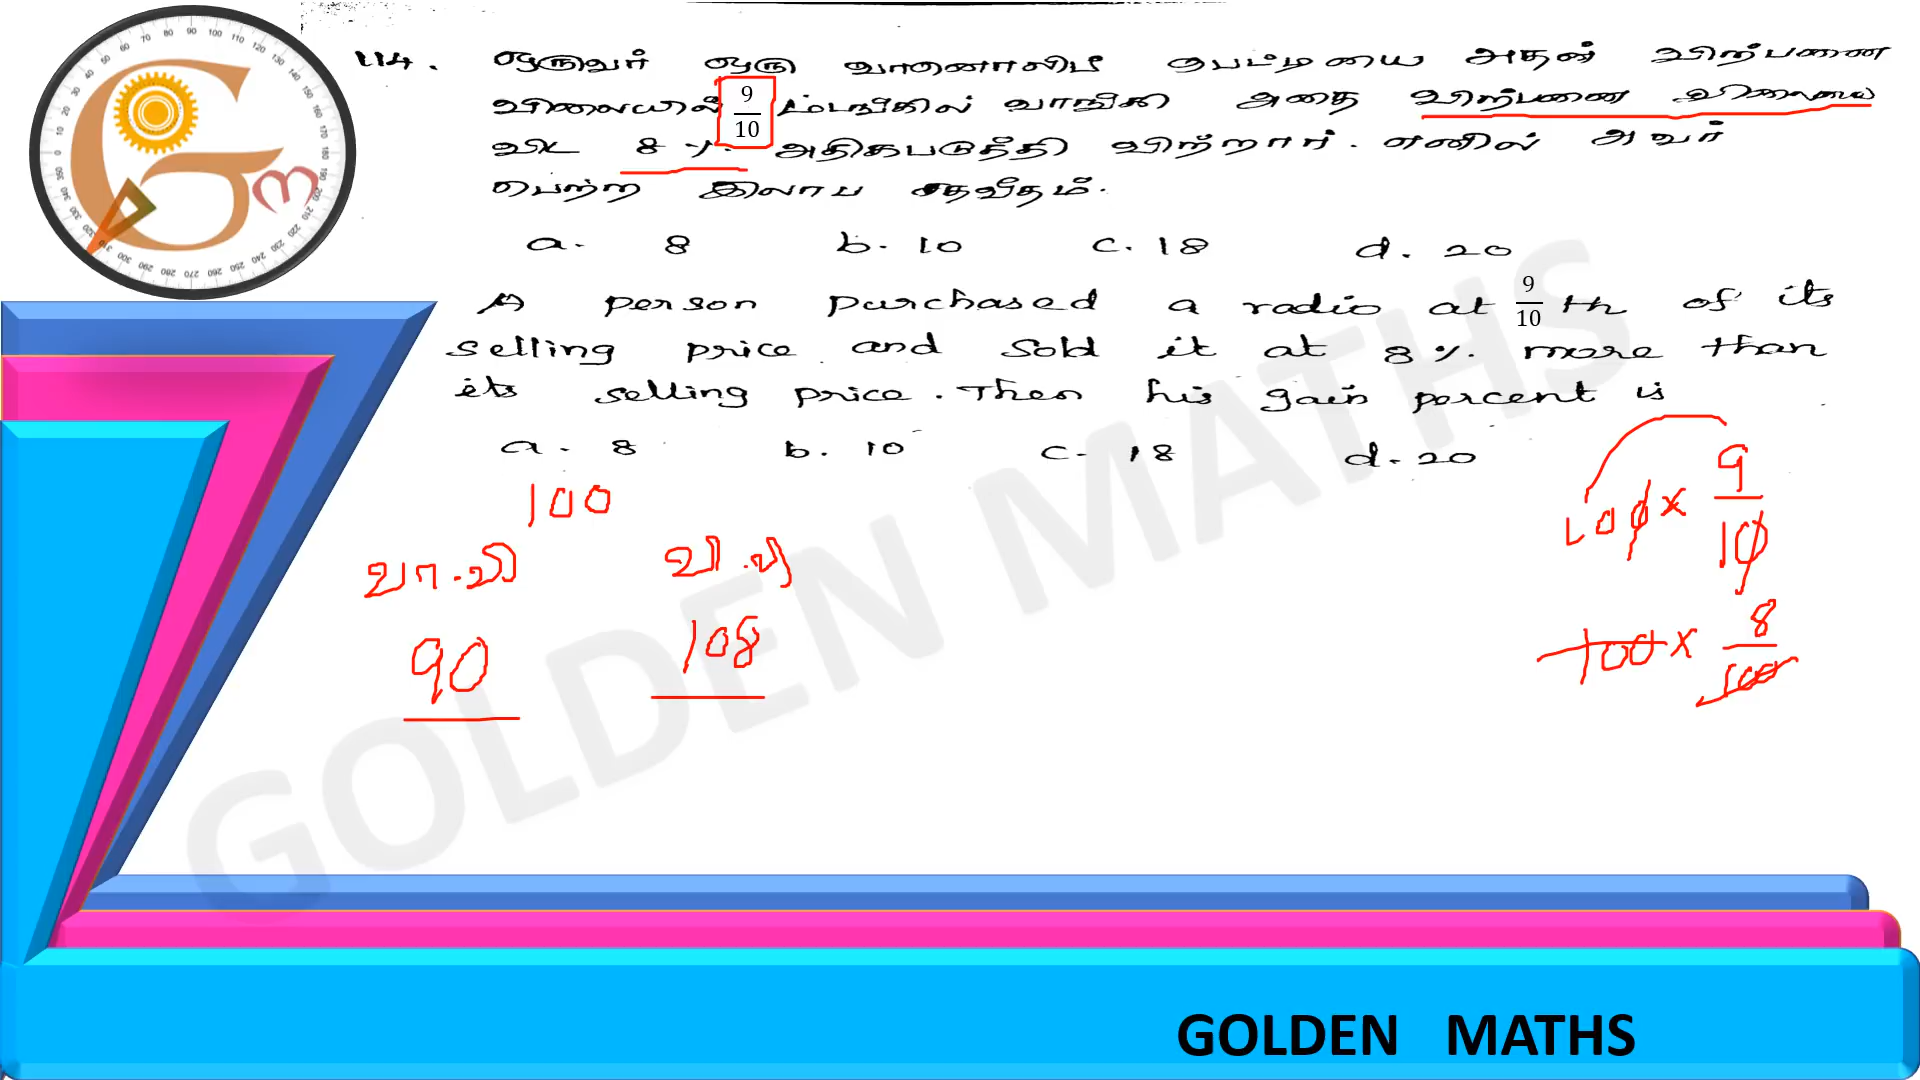 114. ஒருவர் ஒரு வானொலிப் பெட்டியை அதன் விற்பனை
விலையில் 9/10 மடங்கில் வாங்கி அதை விற்பனை விலையை
விட 8 %. அதிகபடுத்தி விற்றார். எனில் அவர்
பெற்ற இலாப சதவீதம்.
a. 8 b. 10 c. 18 d. 20
A person purchased a radio at 9/10 th of its
selling price and sold it at 8 %. more than
its selling price. Then his gain percent is
a. 8 b. 10 c. 18 d. 20
100
வா.வி வி.வி
90 108
100 x 9/10
100 x 8/100
GOLDEN MATHS
GOLDEN MATHS